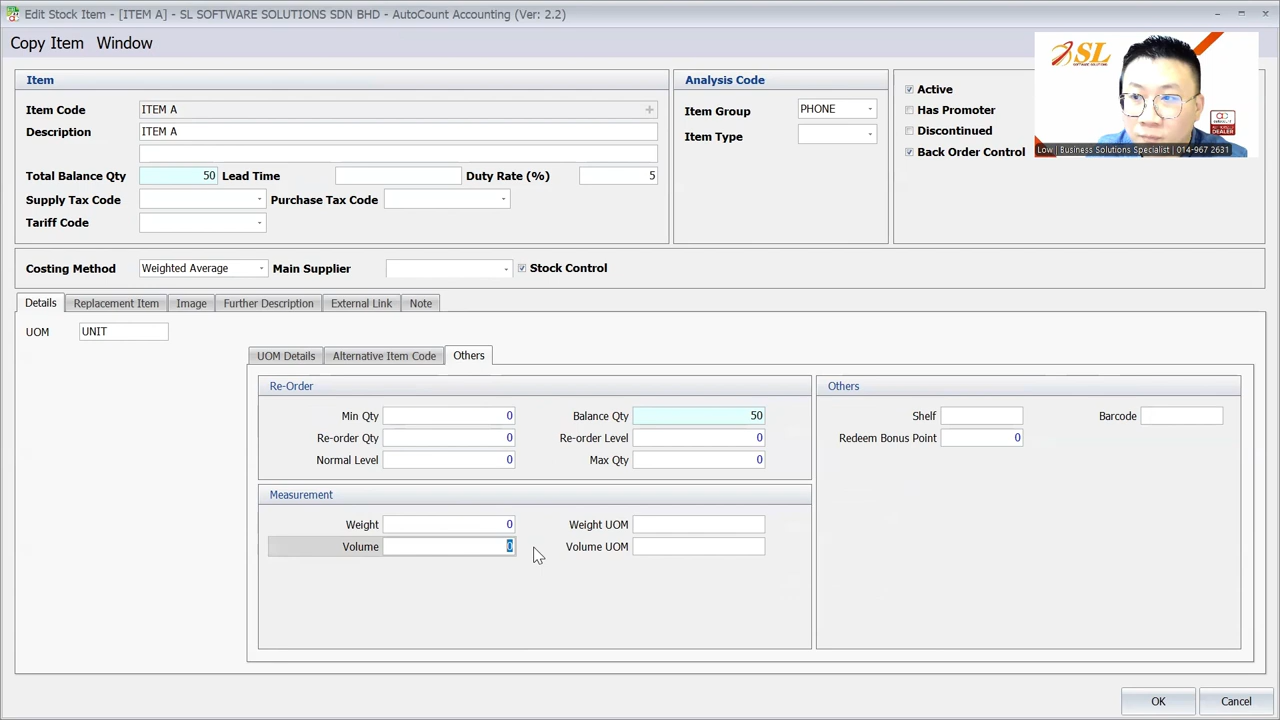 Edit Stock Item - [ITEM A] - SL SOFTWARE SOLUTIONS SDN BHD - AutoCount Accounting (Ver: 2.2)
Copy Item Window
SL
SOFTWARE SOLUTIONS
Low | Business Solutions Specialist | 014-967 2631
Item
Item Code ITEM A
Description ITEM A
Total Balance Qty 50 Lead Time Duty Rate (%) 5
Supply Tax Code Purchase Tax Code
Tariff Code
Analysis Code
Item Group PHONE
Item Type
Active
Has Promoter
Discontinued
Back Order Control
Costing Method Weighted Average Main Supplier Stock Control
Details Replacement Item Image Further Description External Link Note
UOM UNIT
UOM Details Alternative Item Code Others
Re-Order
Min Qty 0 Balance Qty 50
Re-order Qty 0 Re-order Level 0
Normal Level 0 Max Qty 0
Measurement
Weight 0 Weight UOM
Volume 0 Volume UOM
Others
Shelf Barcode
Redeem Bonus Point 0
OK Cancel